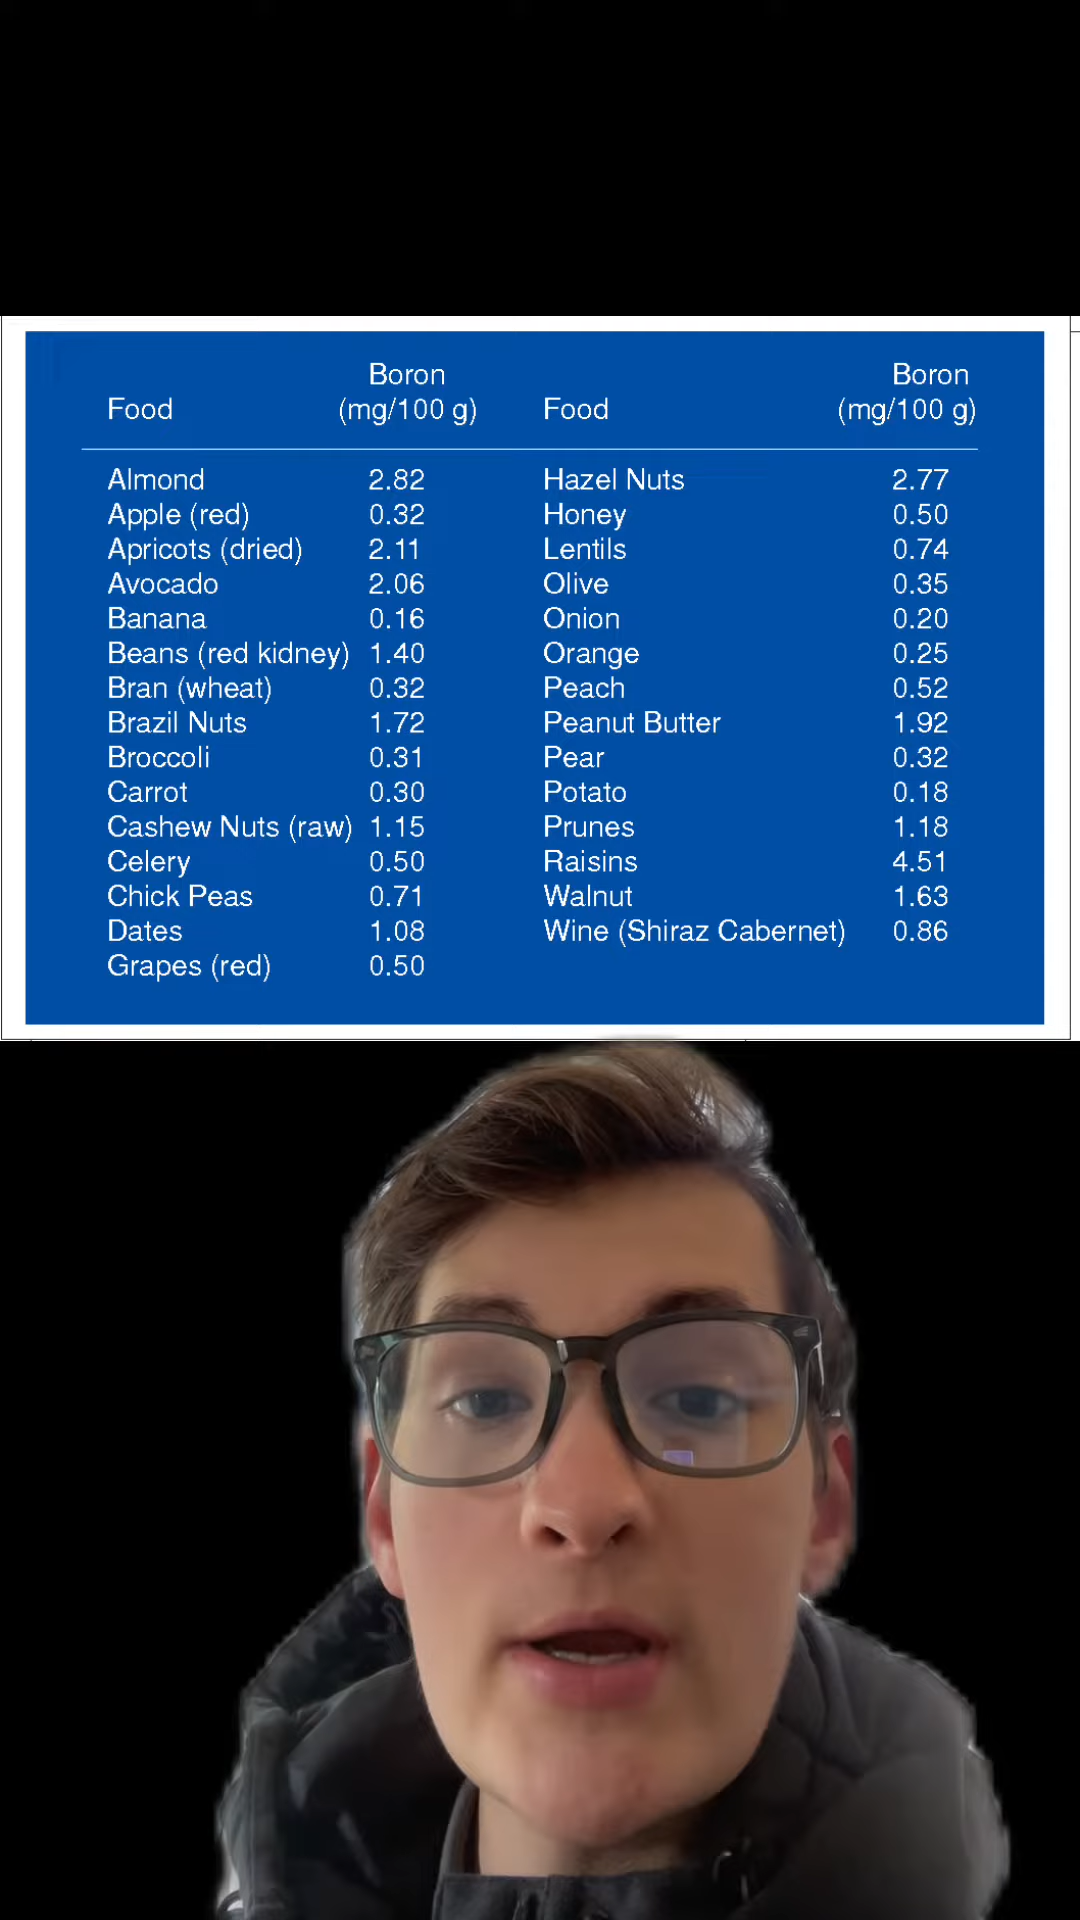 Food Boron (mg/100 g) Food Boron (mg/100 g)
Almond 2.82 Hazel Nuts 2.77
Apple (red) 0.32 Honey 0.50
Apricots (dried) 2.11 Lentils 0.74
Avocado 2.06 Olive 0.35
Banana 0.16 Onion 0.20
Beans (red kidney) 1.40 Orange 0.25
Bran (wheat) 0.32 Peach 0.52
Brazil Nuts 1.72 Peanut Butter 1.92
Broccoli 0.31 Pear 0.32
Carrot 0.30 Potato 0.18
Cashew Nuts (raw) 1.15 Prunes 1.18
Celery 0.50 Raisins 4.51
Chick Peas 0.71 Walnut 1.63
Dates 1.08 Wine (Shiraz Cabernet) 0.86
Grapes (red) 0.50